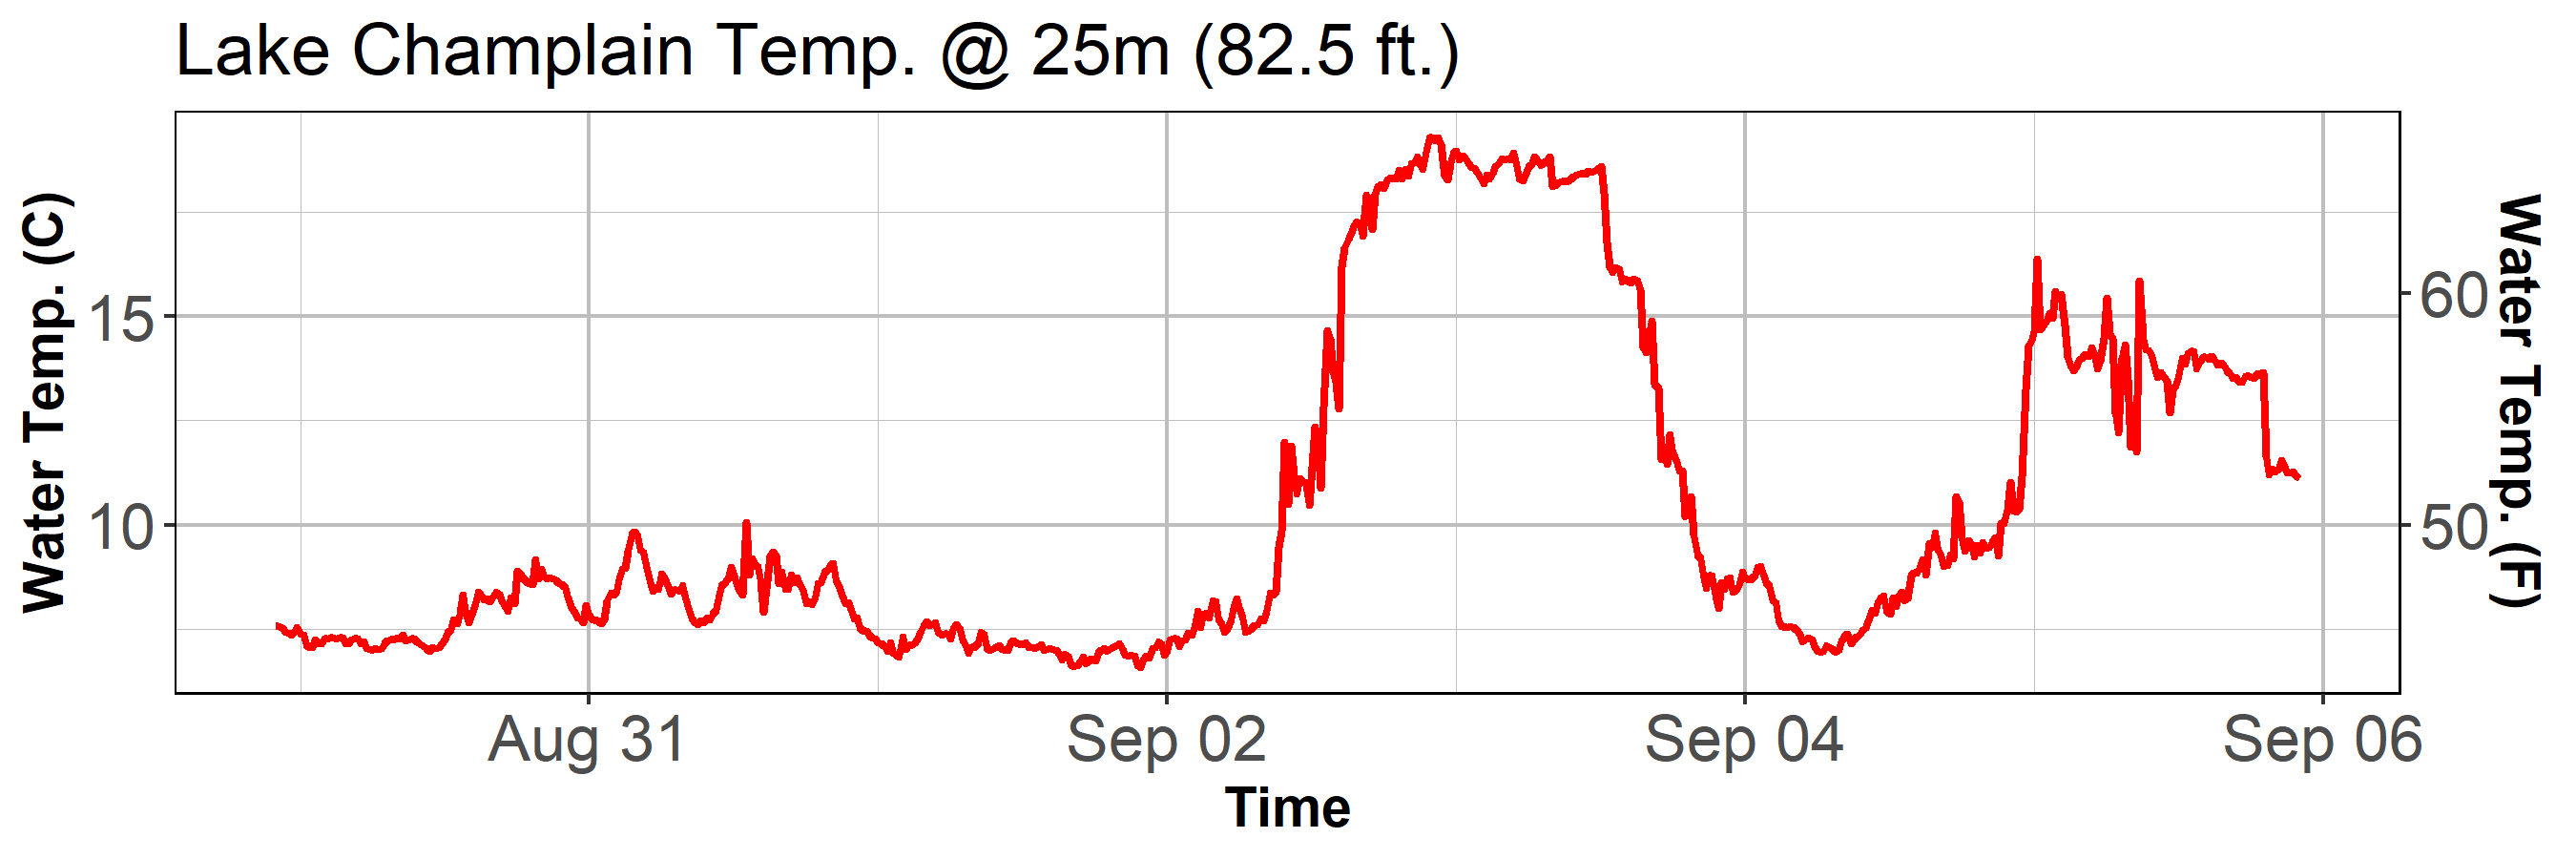 Lake Champlain Temp. @ 25m (82.5 ft.)
Water Temp. (C)
15
10
60
50
Water Temp. (F)
Aug 31
Sep 02
Sep 04
Sep 06
Time